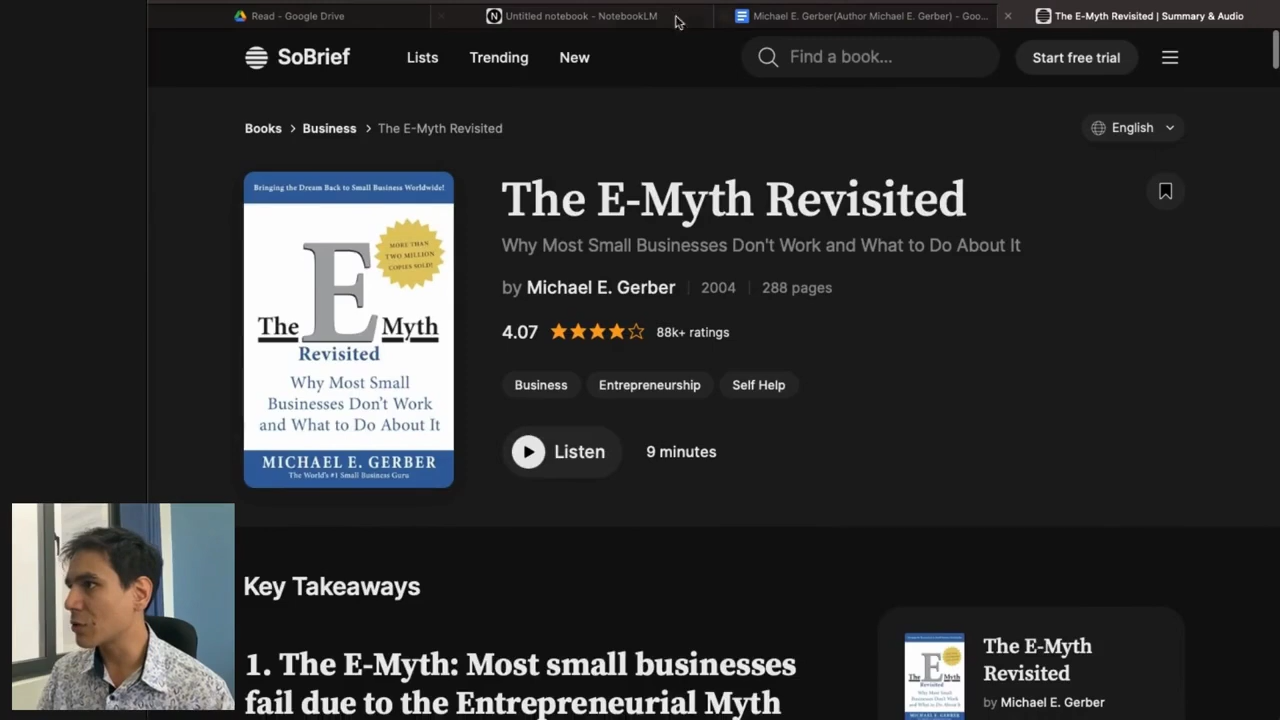 Read - Google Drive
Untitled notebook - NotebookLM
Michael E. Gerber(Author Michael E. Gerber) - Goo...
The E-Myth Revisited | Summary & Audio
SoBrief
Lists
Trending
New
Find a book...
Start free trial
Books > Business > The E-Myth Revisited
English
Bringing the Dream Back to Small Business Worldwide!
MORE THAN
TWO MILLION
COPIES SOLD!
The E Myth
Revisited
Why Most Small
Businesses Don't Work
and What to Do About It
MICHAEL E. GERBER
The World's #1 Small Business Guru
The E-Myth Revisited
Why Most Small Businesses Don't Work and What to Do About It
by Michael E. Gerber | 2004 | 288 pages
4.07 88k+ ratings
Business
Entrepreneurship
Self Help
Listen
9 minutes
Key Takeaways
1. The E-Myth: Most small businesses
fail due to the Entrepreneurial Myth
The E-Myth
Revisited
by Michael E. Gerber